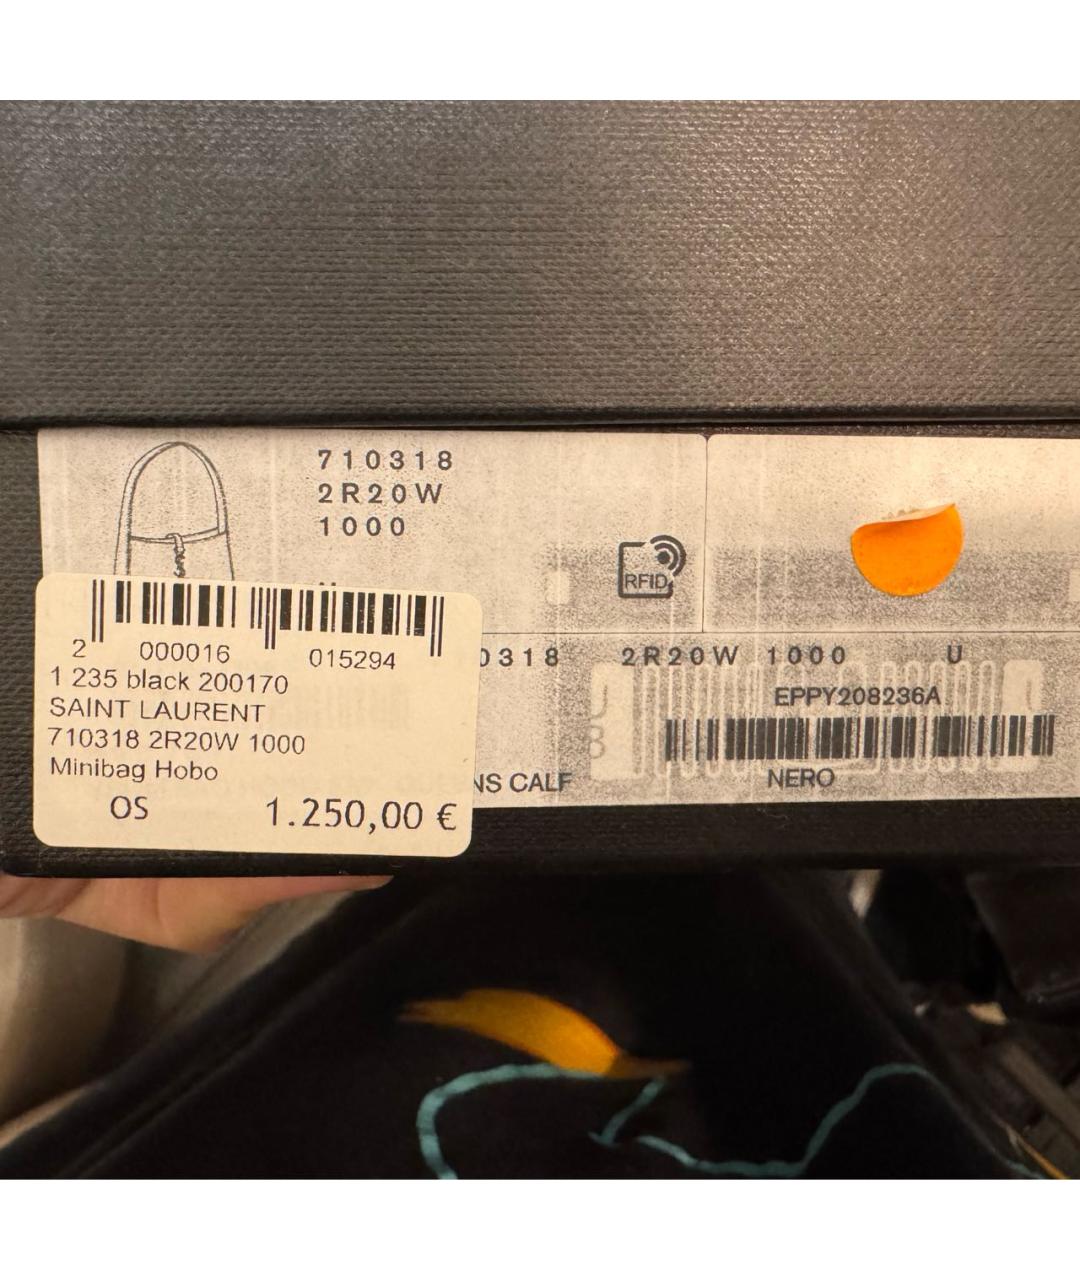 710318
2R20W
1000
RFID
2 000016 015294
1 235 black 200170
SAINT LAURENT
710318 2R20W 1000
Minibag Hobo
OS 1.250,00 €
0318 2R20W 1000 U
EPPY208236A
NS CALF
NERO